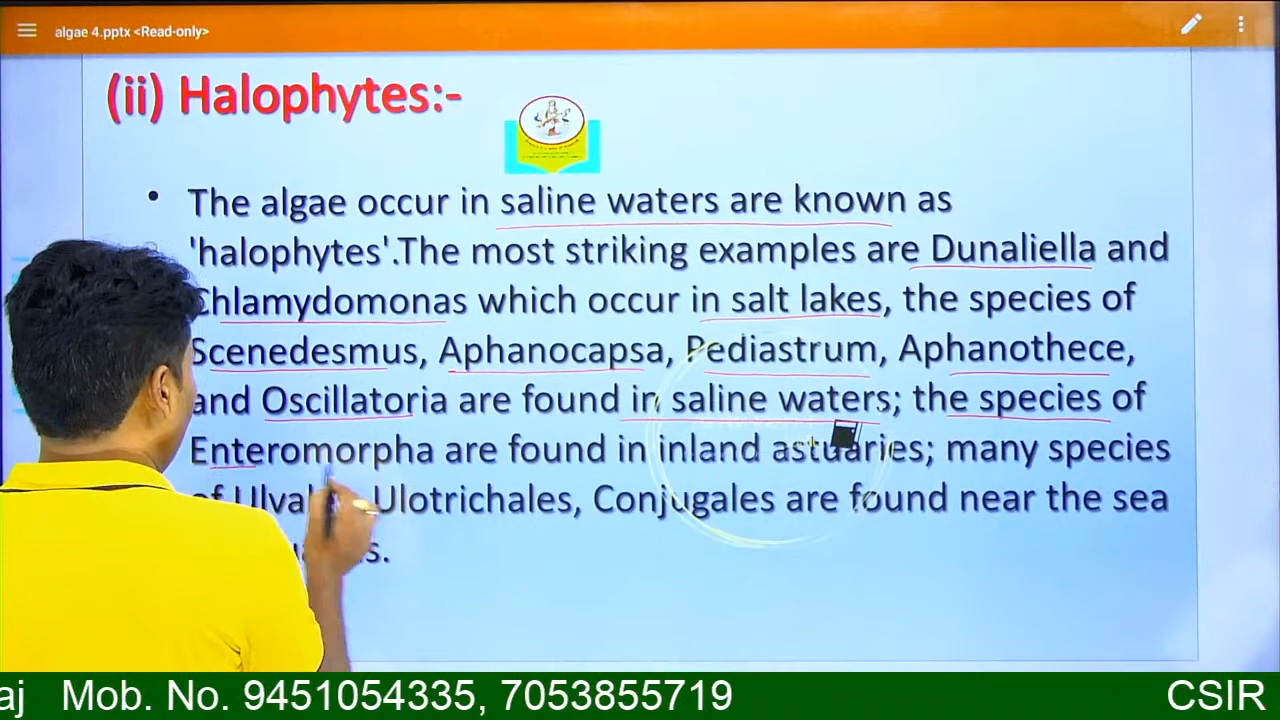 algae 4.pptx <Read-only>
(ii) Halophytes:-
• The algae occur in saline waters are known as
'halophytes'.The most striking examples are Dunaliella and
Chlamydomonas which occur in salt lakes, the species of
Scenedesmus, Aphanocapsa, Pediastrum, Aphanothece,
and Oscillatoria are found in saline waters; the species of
Enteromorpha are found in inland astuaries; many species
of Ulotrichales, Conjugales are found near the sea
aj Mob. No. 9451054335, 7053855719 CSIR